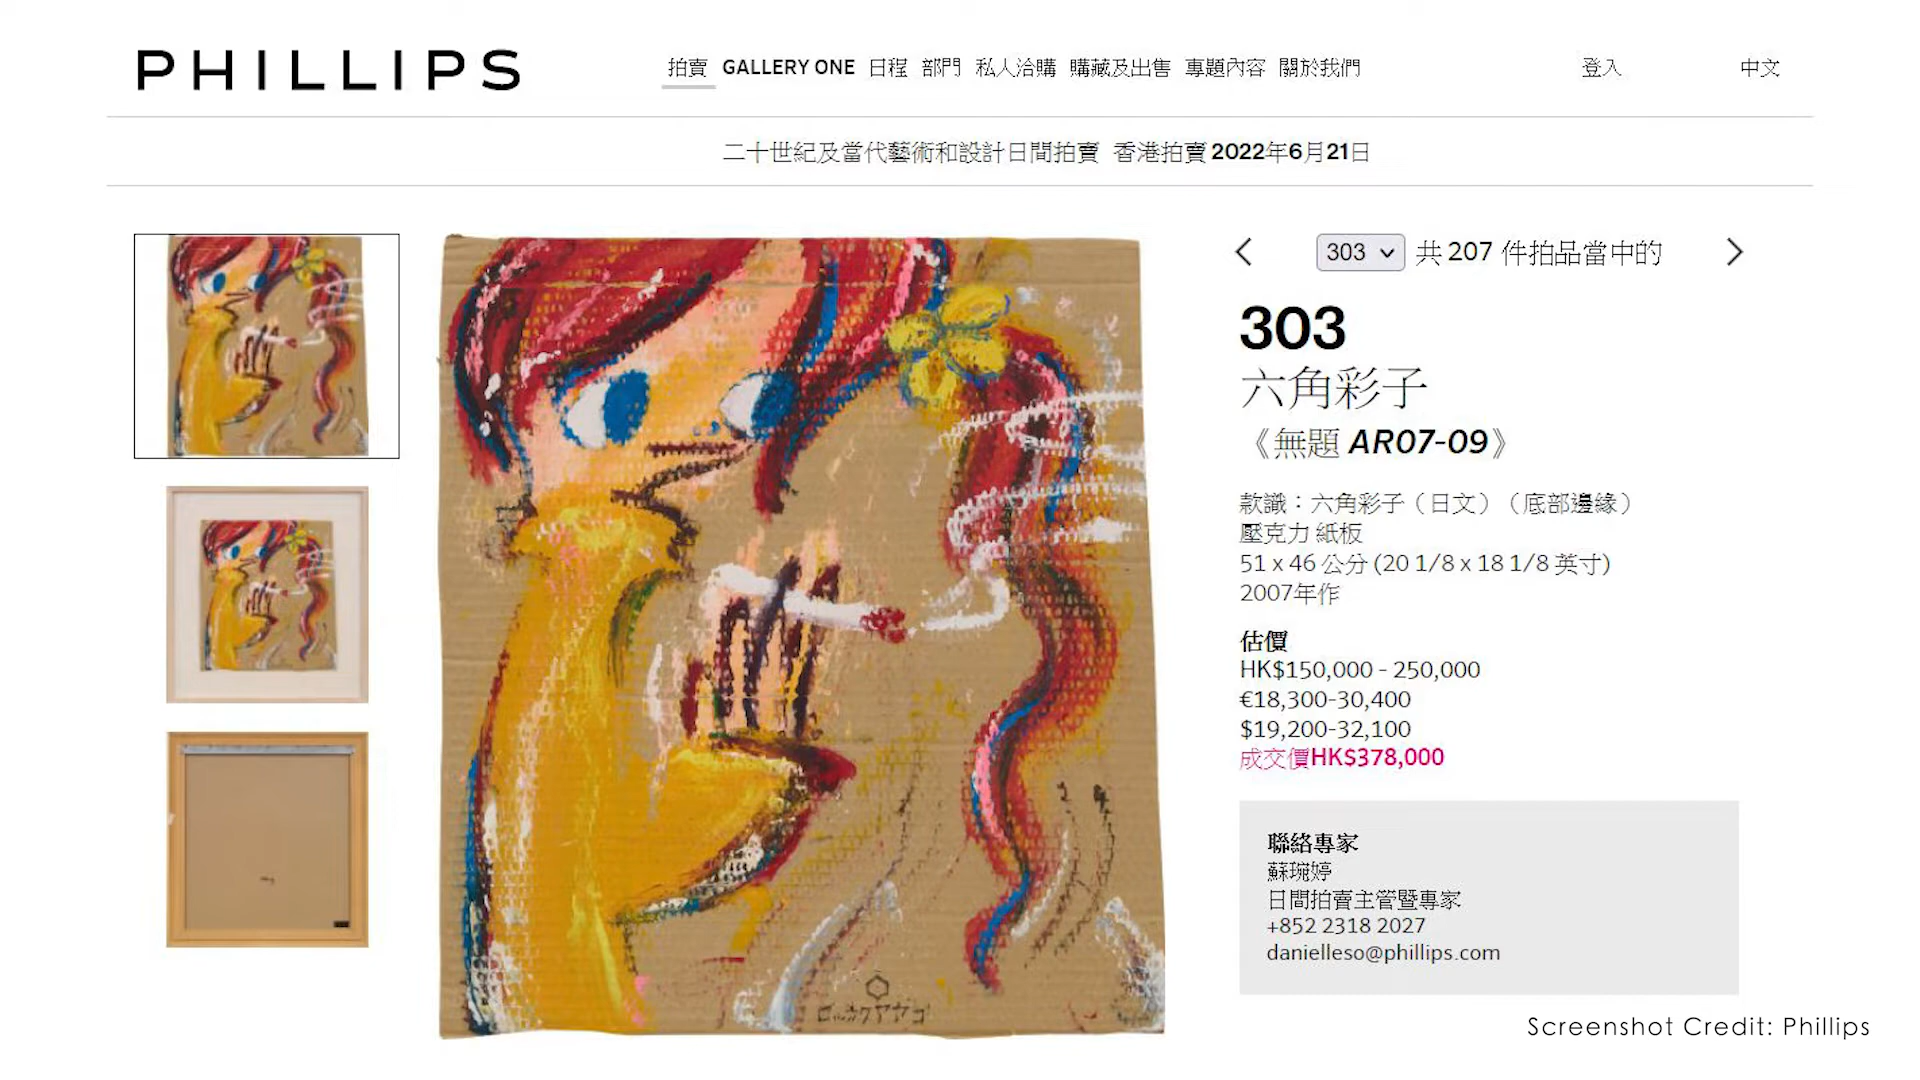 PHILLIPS
拍賣 GALLERY ONE 日程 部門 私人洽購 購藏及出售 專題內容 關於我們
登入
中文
二十世紀及當代藝術和設計日間拍賣 香港拍賣 2022年6月21日
303 共 207 件拍品當中的
303
六角彩子
《無題 AR07-09》
款識：六角彩子（日文）（底部邊緣）
壓克力 紙板
51 x 46 公分 (20 1/8 x 18 1/8 英寸)
2007年作
估價
HK$150,000 - 250,000
€18,300-30,400
$19,200-32,100
成交價HK$378,000
聯絡專家
蘇琬婷
日間拍賣主管暨專家
+852 2318 2027
danielleso@phillips.com
ロッカクアヤコ
Screenshot Credit: Phillips